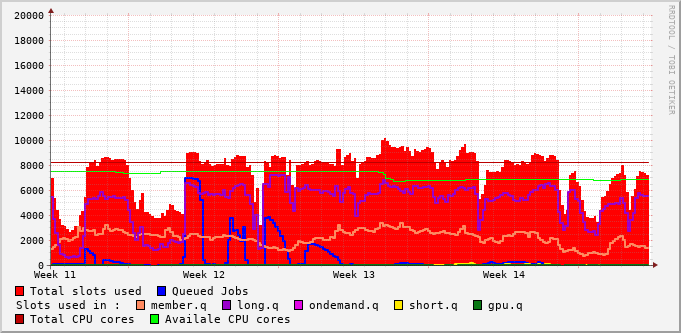 20000
18000
16000
14000
12000
10000
8000
6000
4000
2000
0
Week 11 Week 12 Week 13 Week 14
RRDTOOL / TOBI OETIKER
Total slots used Queued Jobs
Slots used in : member.q long.q ondemand.q short.q gpu.q
Total CPU cores Availale CPU cores